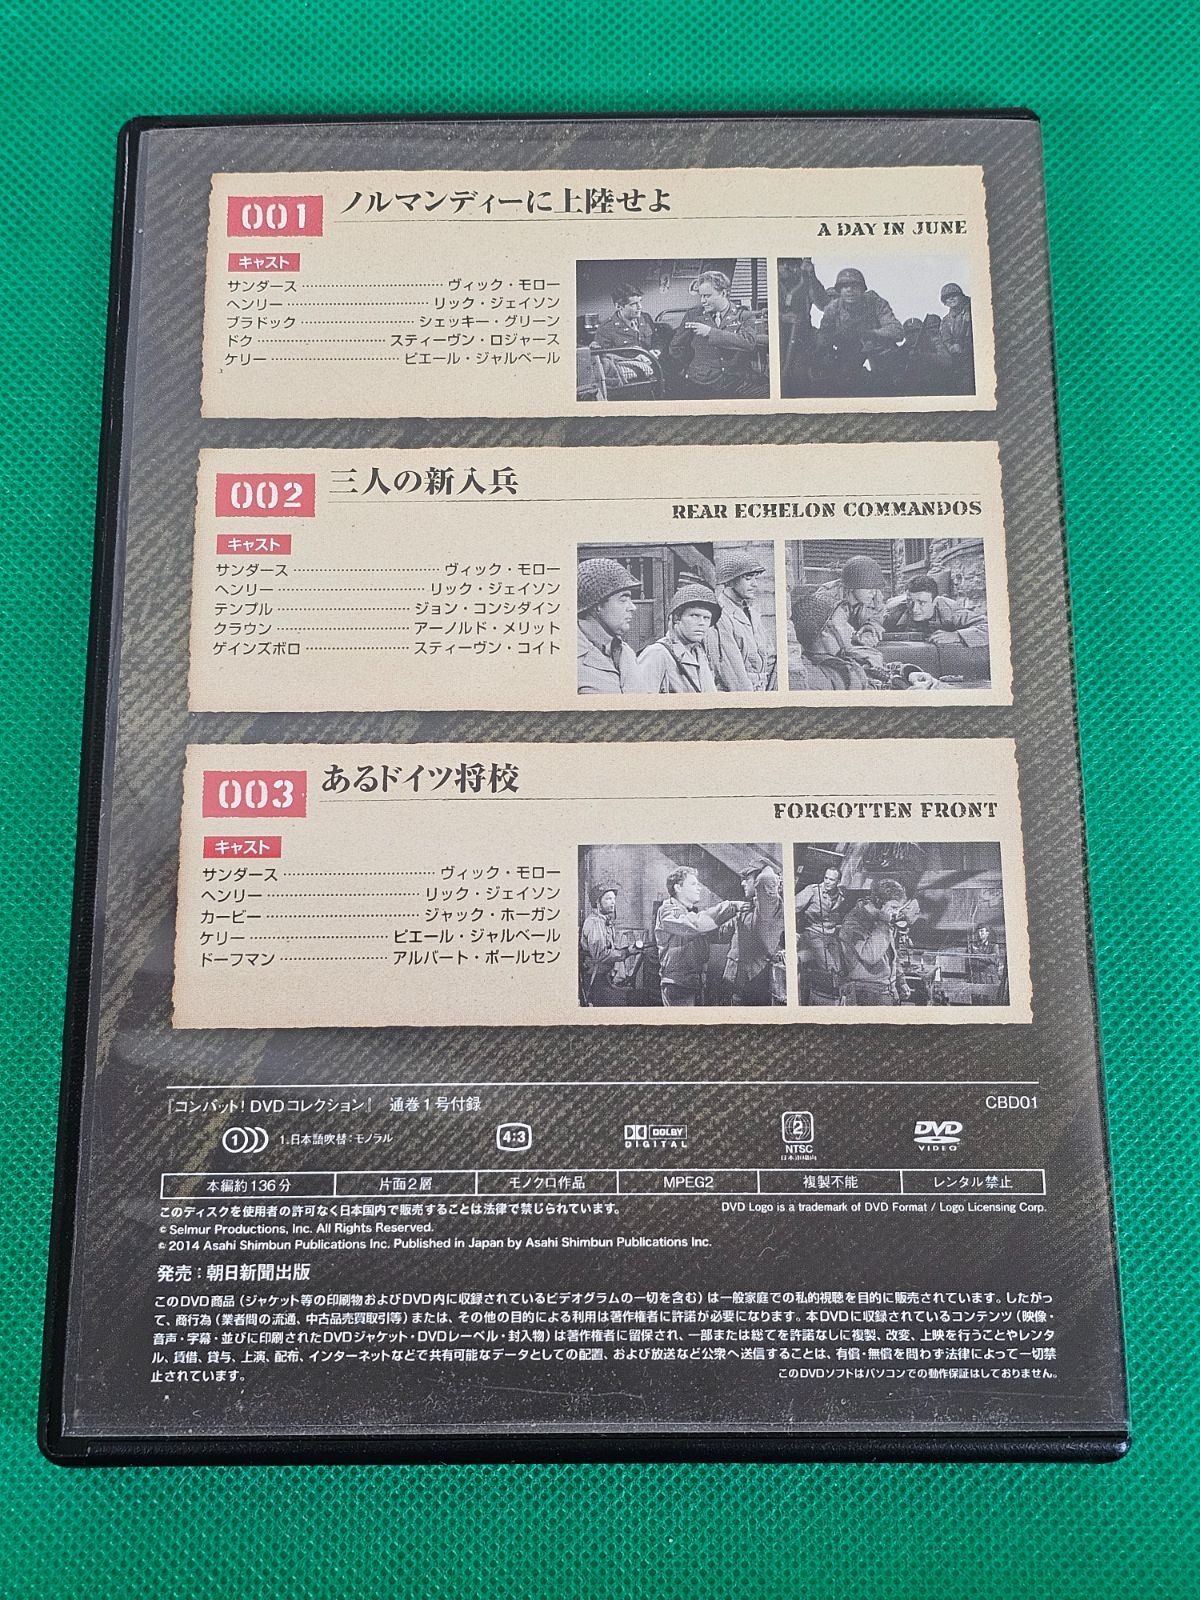 001 ノルマンディーに上陸せよ
A DAY IN JUNE
キャスト
サンダース………………………ヴィック・モロー
ヘンリー………………………リック・ジェイソン
ブラドック…………………シェッキー・グリーン
ドク……………………スティーヴン・ロジャース
ケリー……………………ピエール・ジャルベール
002 三人の新入兵
REAR ECHELON COMMANDOS
キャスト
サンダース………………………ヴィック・モロー
ヘンリー………………………リック・ジェイソン
テンプル……………………ジョン・コンシダイン
クラウン……………………アーノルド・メリット
ゲインズボロ………………スティーヴン・コイト
003 あるドイツ将校
FORGOTTEN FRONT
キャスト
サンダース………………………ヴィック・モロー
ヘンリー………………………リック・ジェイソン
カービー………………………ジャック・ホーガン
ケリー……………………ピエール・ジャルベール
ドーフマン………………アルバート・ポールセン
『コンバット! DVDコレクション』 通巻1号付録
CBD01
1 1.日本語吹替:モノラル
4:3
DOLBY
DIGITAL
2
NTSC
日本市場向
DVD
VIDEO
本編約136分 片面2層 モノクロ作品 MPEG2 複製不能 レンタル禁止
このディスクを使用者の許可なく日本国内で販売することは法律で禁じられています。
DVD Logo is a trademark of DVD Format / Logo Licensing Corp.
© Selmur Productions, Inc. All Rights Reserved.
© 2014 Asahi Shimbun Publications Inc. Published in Japan by Asahi Shimbun Publications Inc.
発売:朝日新聞出版
このDVD商品(ジャケット等の印刷物およびDVD内に収録されているビデオグラムの一切を含む)は一般家庭での私的視聴を目的に販売されています。したがっ
て、商行為(業者間の流通、中古品売買取引等)または、その他の目的による利用は著作権者に許諾が必要になります。本DVDに収録されているコンテンツ(映像・
音声・字幕・並びに印刷されたDVDジャケット・DVDレーベル・封入物)は著作権者に留保され、一部または総てを許諾なしに複製、改変、上映を行うことやレンタ
ル、賃借、貸与、上演、配布、インターネットなどで共有可能なデータとしての配置、および放送など公衆へ送信することは、有償・無償を問わず法律によって一切禁
止されています。
このDVDソフトはパソコンでの動作保証はしておりません。